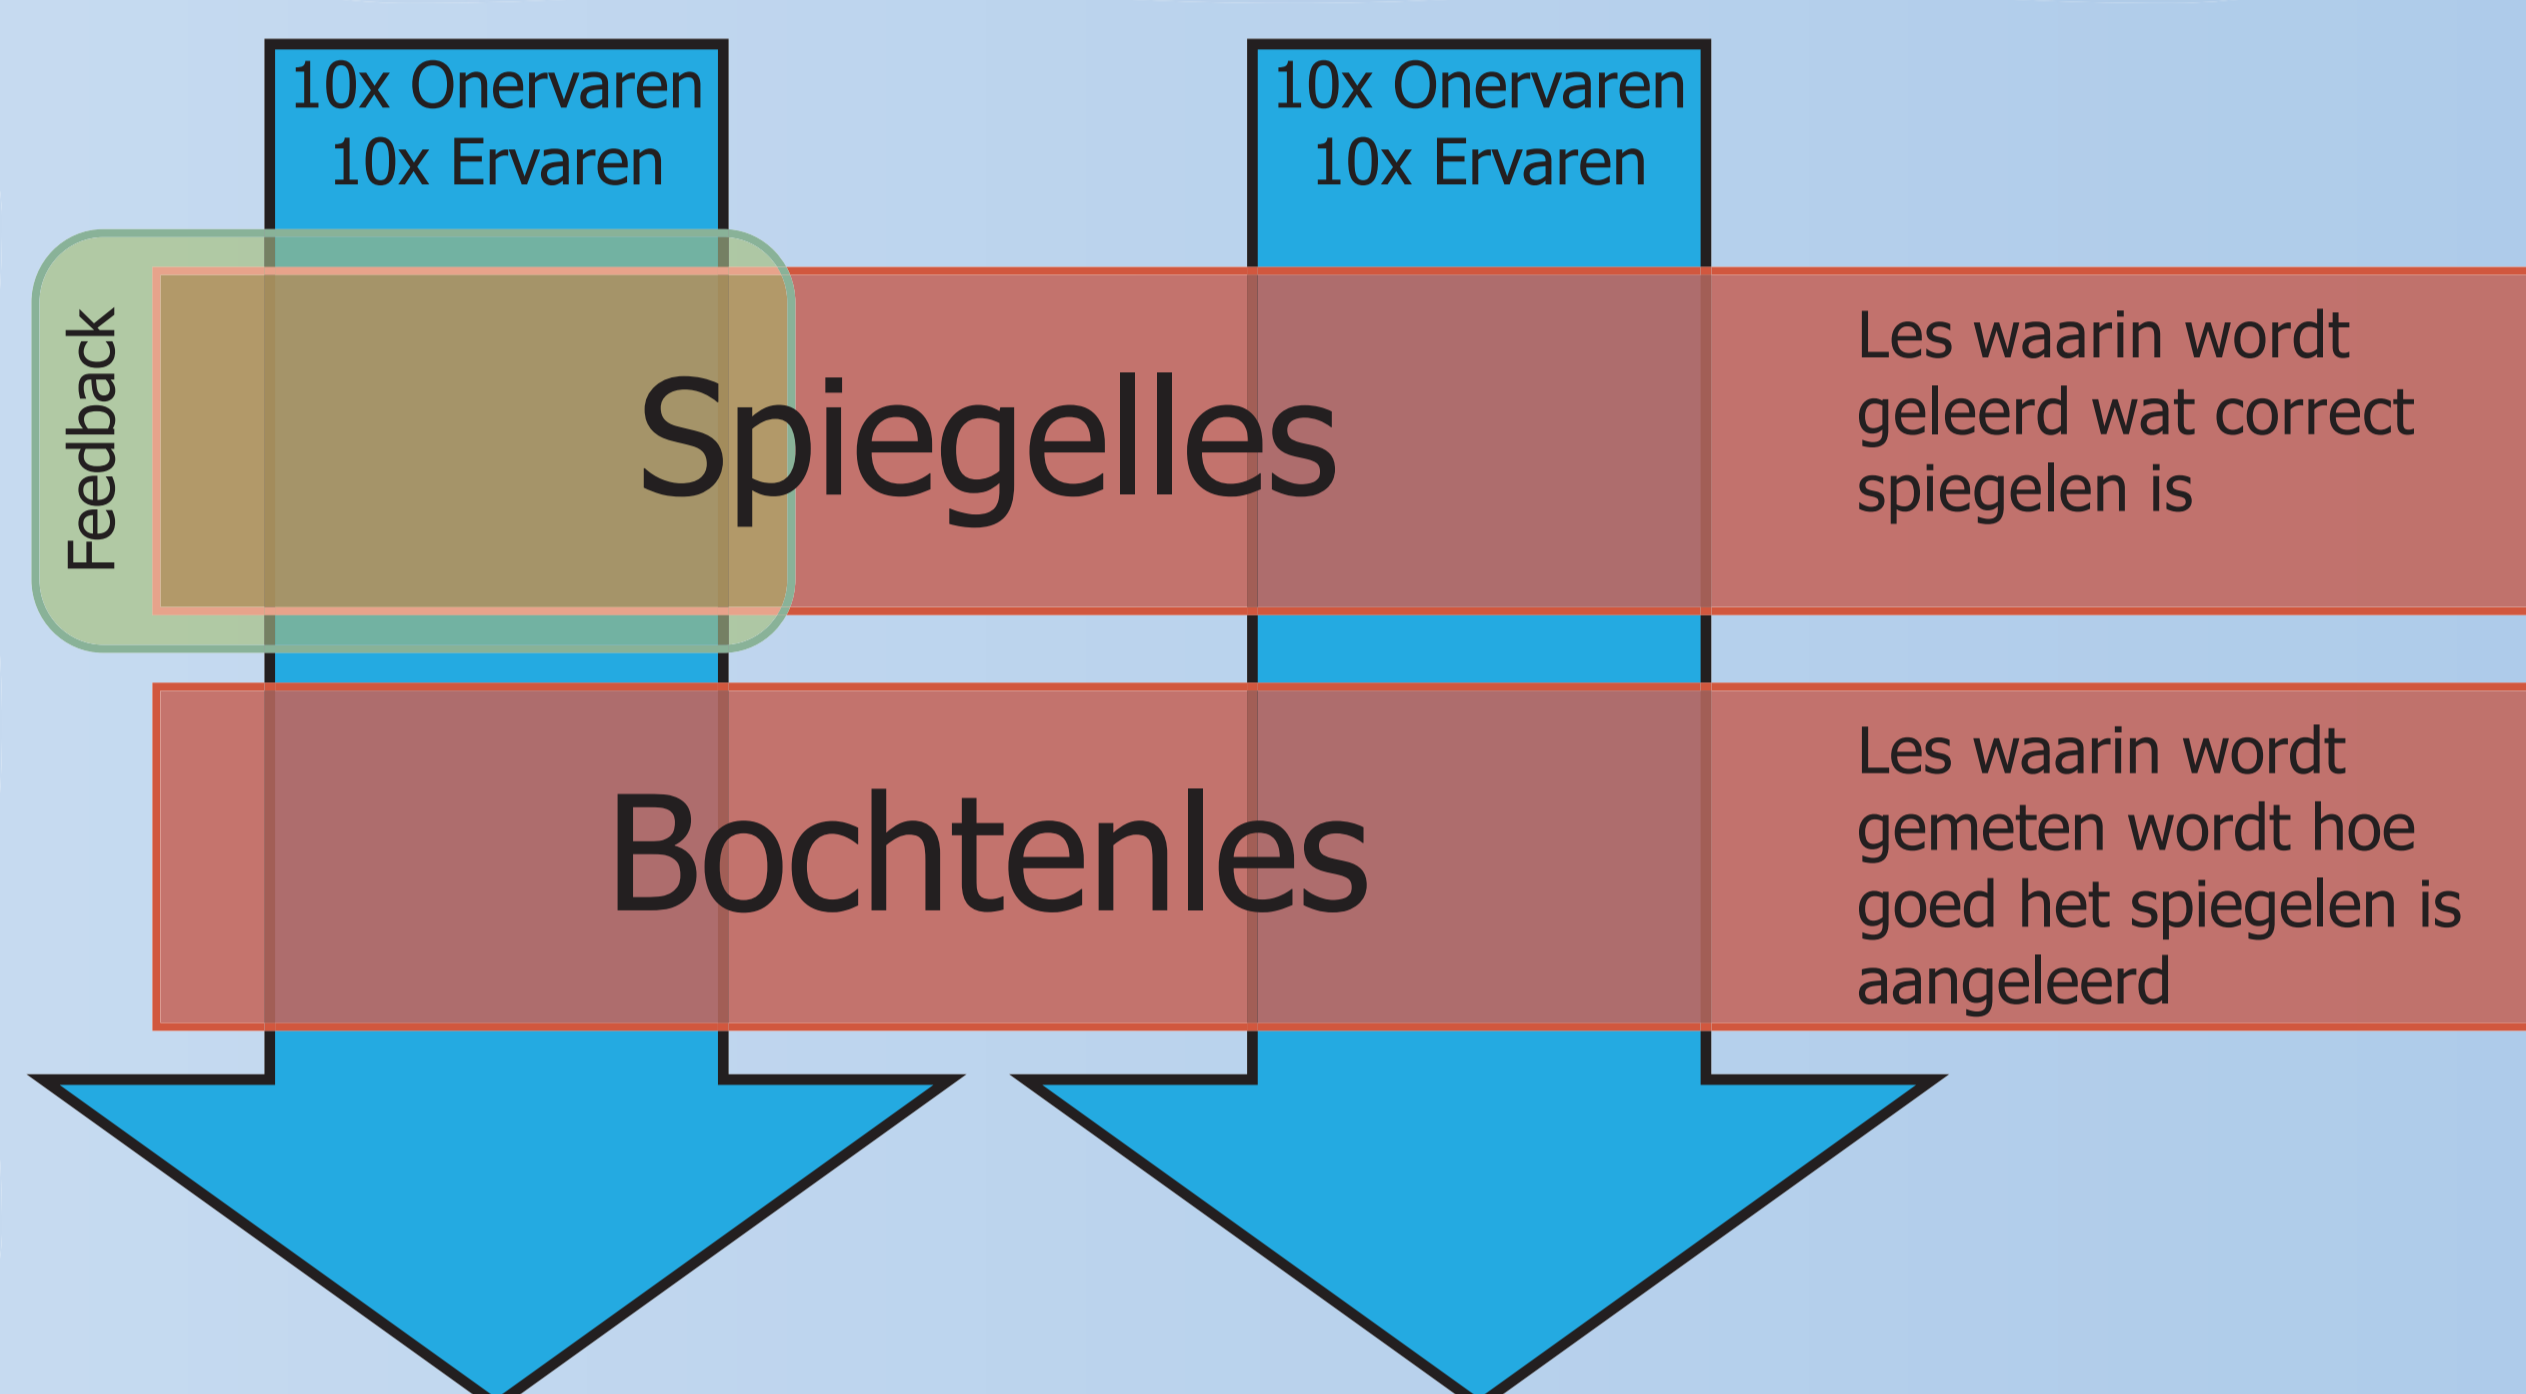 10x Onervaren
10x Ervaren
10x Onervaren
10x Ervaren
Feedback
Spiegelles
Les waarin wordt
geleerd wat correct
spiegelen is
Bochtenles
Les waarin wordt
gemeten wordt hoe
goed het spiegelen is
aangeleerd